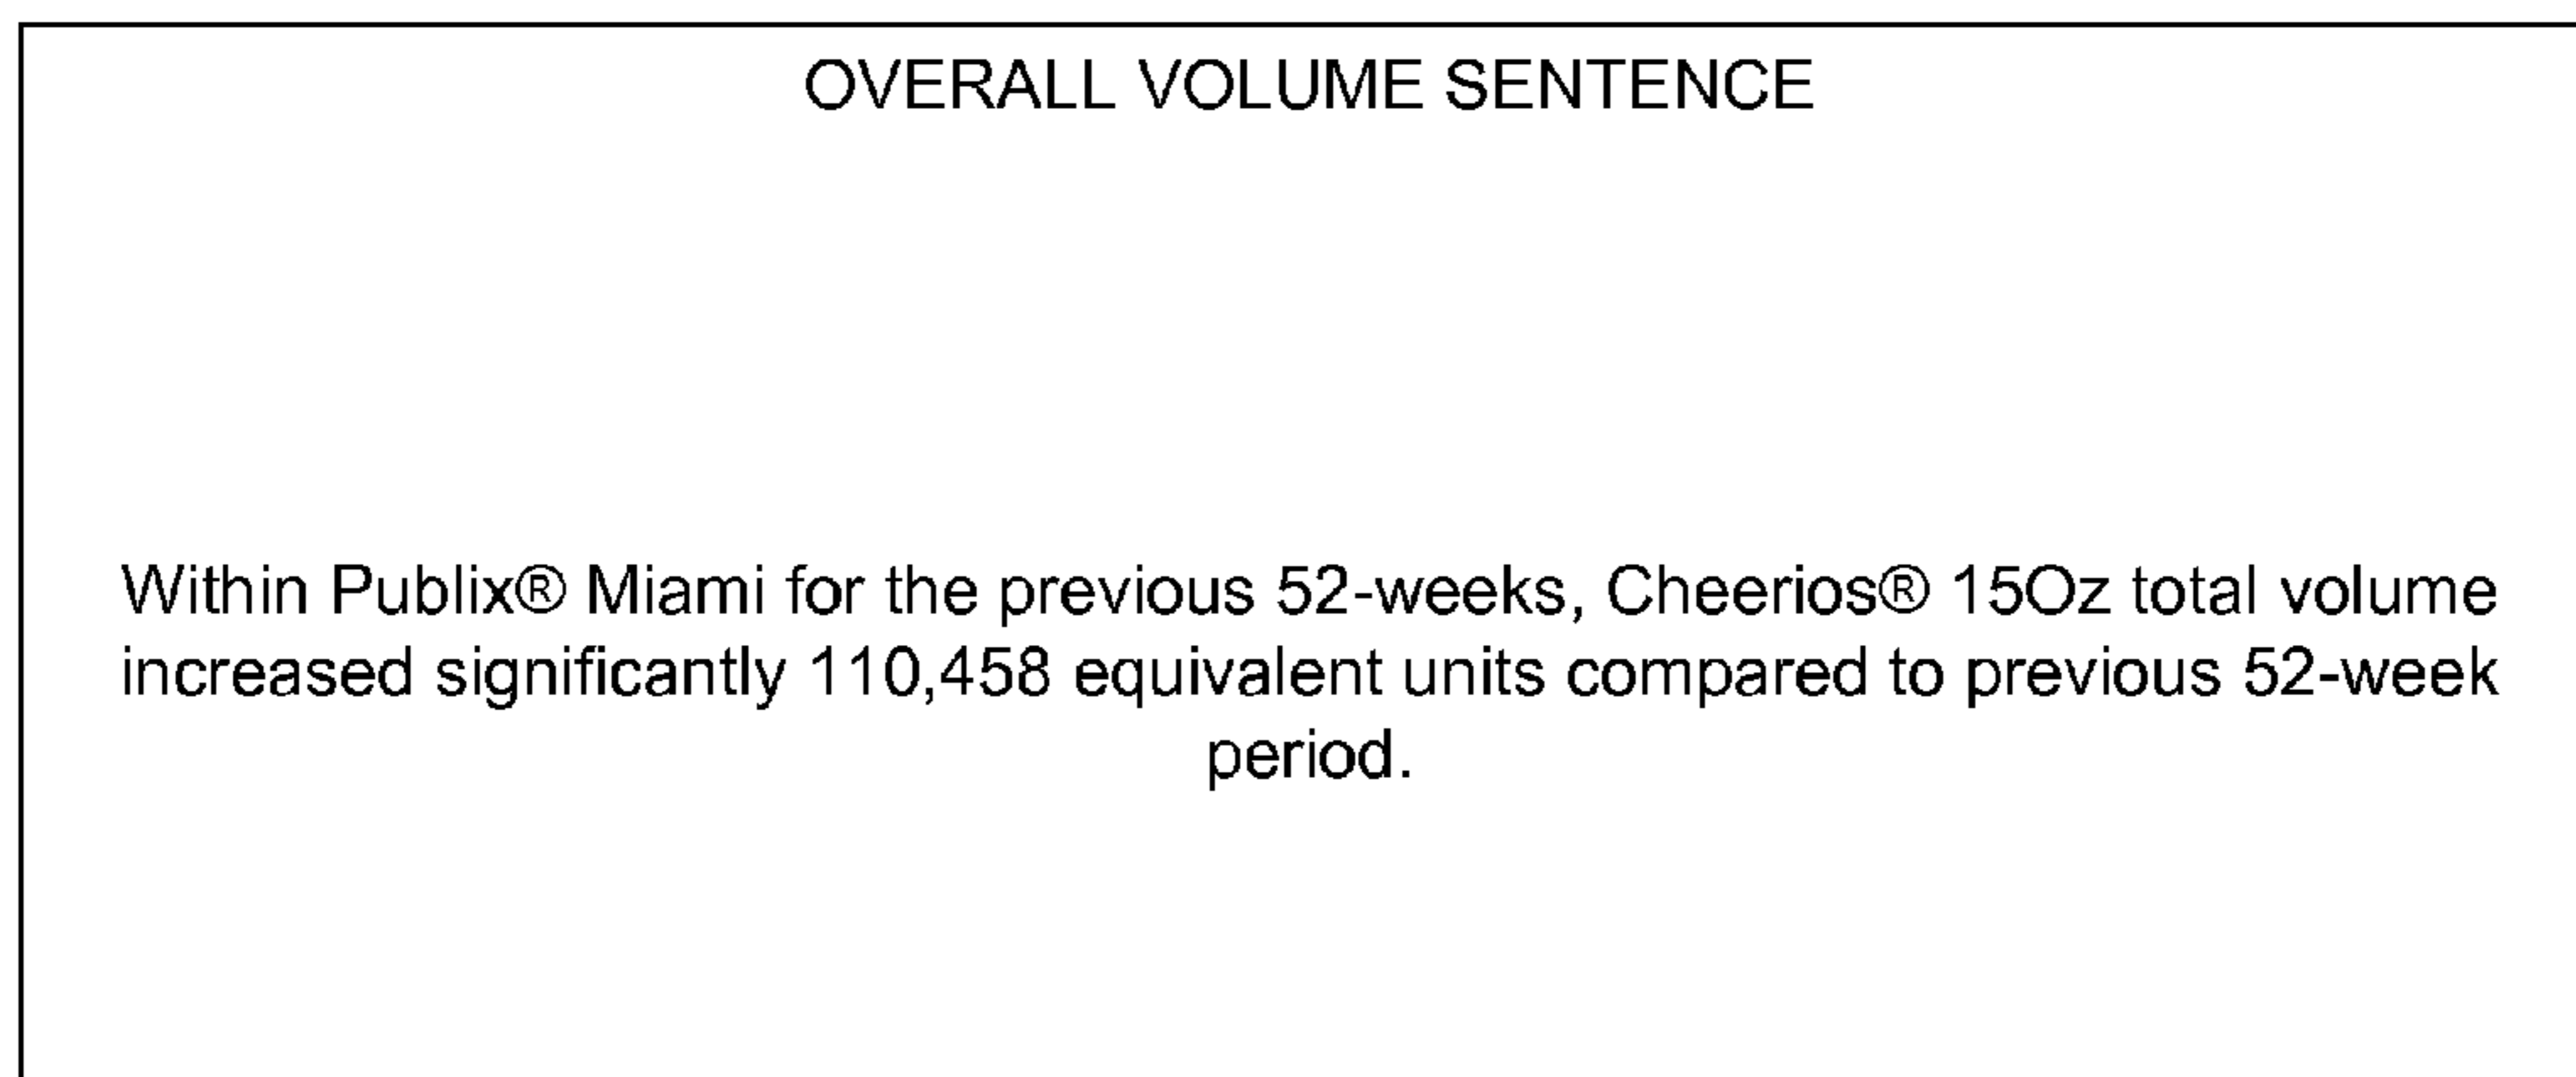 OVERALL VOLUME SENTENCE
Within Publix® Miami for the previous 52-weeks, Cheerios® 15Oz total volume
increased significantly 110,458 equivalent units compared to previous 52-week
period.